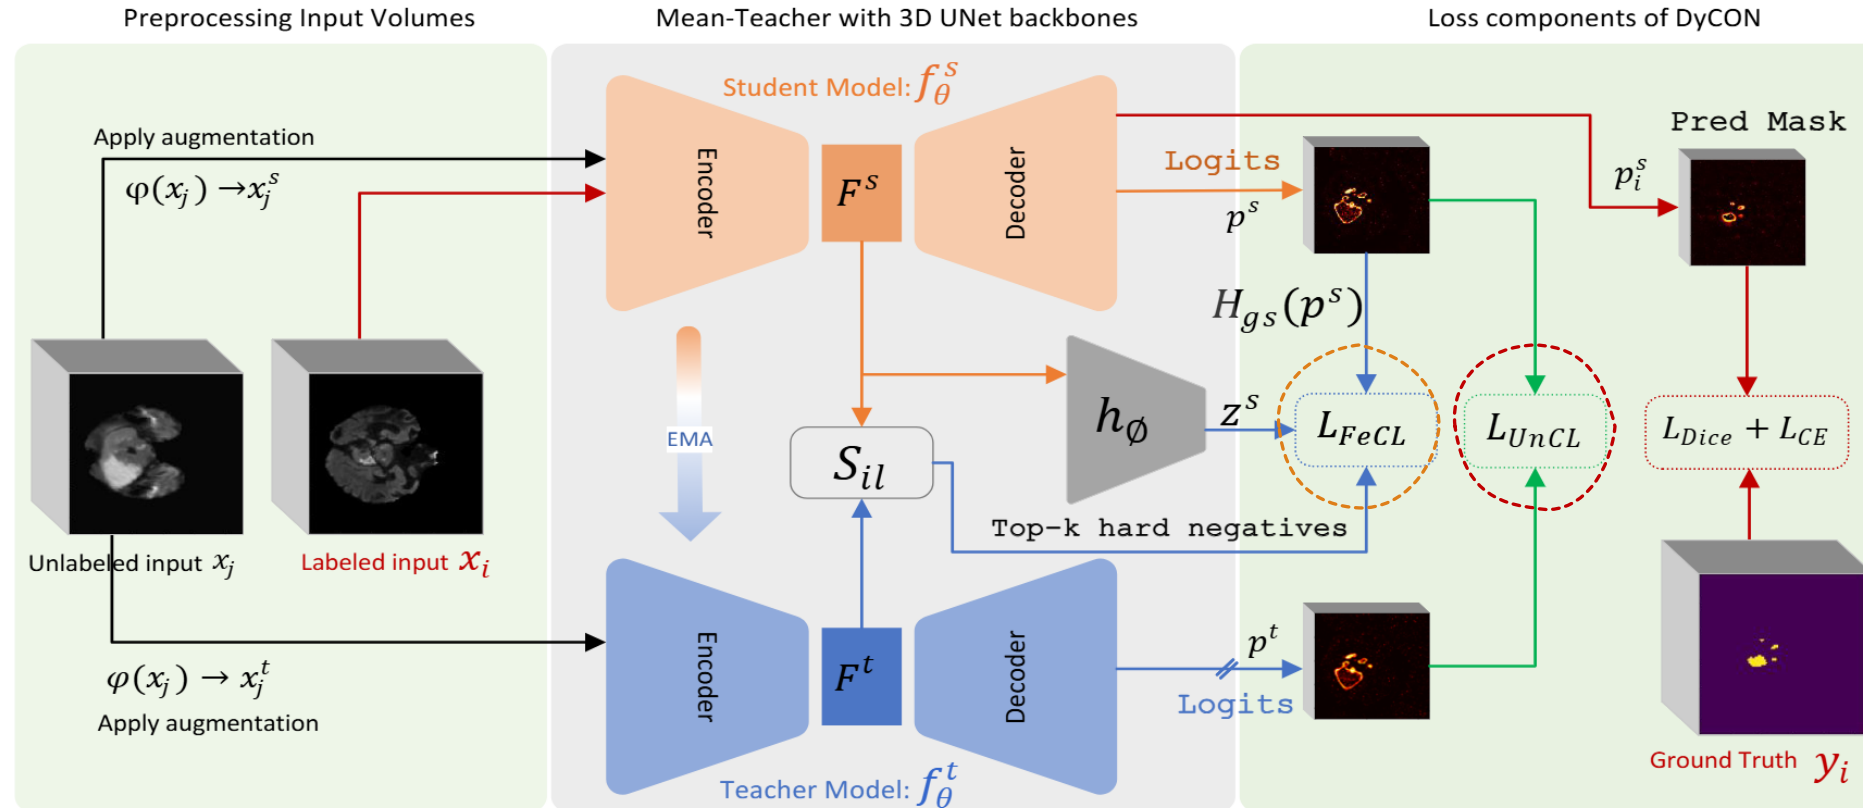 Preprocessing Input Volumes
Mean-Teacher with 3D UNet backbones
Loss components of DyCON
Student Model: f_θ^s
Apply augmentation
φ(x_j) → x_j^s
Encoder
F^s
Decoder
Logits
p^s
Pred Mask
p_i^s
H_gs(p^s)
EMA
S_il
h_∅
z^s
L_FeCL
L_UnCL
L_Dice + L_CE
Top-k hard negatives
Unlabeled input x_j
Labeled input x_i
φ(x_j) → x_j^t
Apply augmentation
Encoder
F^t
Decoder
p^t
Logits
Teacher Model: f_θ^t
Ground Truth y_i